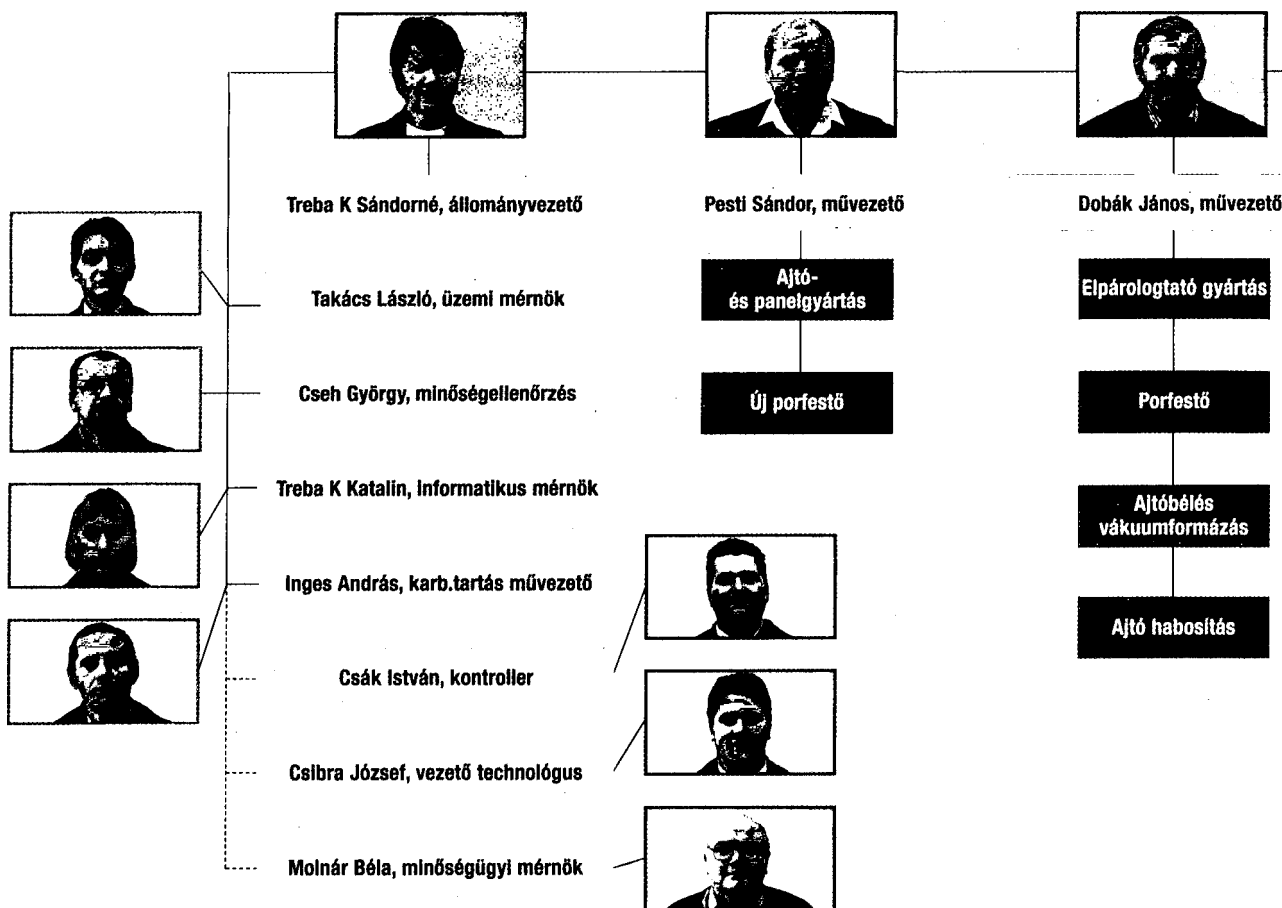 Treba K Sándorné, állományvezető
Pesti Sándor, művezető
Dobák János, művezető
Takács László, üzemi mérnök
Cseh György, minőségellenőrzés
Treba K Katalin, informatikus mérnök
Inges András, karb.tartás művezető
Csák István, kontroller
Csibra József, vezető technológus
Molnár Béla, minőségügyi mérnök
Ajtó-
és panelgyártás
Új porfestő
Elpárologtató gyártás
Porfestő
Ajtóbélés
vákuumformázás
Ajtó habosítás